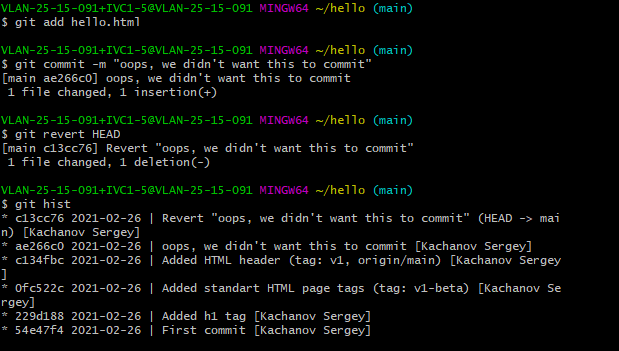 VLAN-25-15-091+IVC1-5@VLAN-25-15-091 MINGW64 ~/hello (main)
$ git add hello.html
VLAN-25-15-091+IVC1-5@VLAN-25-15-091 MINGW64 ~/hello (main)
$ git commit -m "oops, we didn't want this to commit"
[main ae266c0] oops, we didn't want this to commit
 1 file changed, 1 insertion(+)
VLAN-25-15-091+IVC1-5@VLAN-25-15-091 MINGW64 ~/hello (main)
$ git revert HEAD
[main c13cc76] Revert "oops, we didn't want this to commit"
 1 file changed, 1 deletion(-)
VLAN-25-15-091+IVC1-5@VLAN-25-15-091 MINGW64 ~/hello (main)
$ git hist
* c13cc76 2021-02-26 | Revert "oops, we didn't want this to commit" (HEAD -> mai
n) [Kachanov Sergey]
* ae266c0 2021-02-26 | oops, we didn't want this to commit [Kachanov Sergey]
* c134fbc 2021-02-26 | Added HTML header (tag: v1, origin/main) [Kachanov Sergey
]
* 0fc522c 2021-02-26 | Added standart HTML page tags (tag: v1-beta) [Kachanov Se
rgey]
* 229d188 2021-02-26 | Added h1 tag [Kachanov Sergey]
* 54e47f4 2021-02-26 | First commit [Kachanov Sergey]